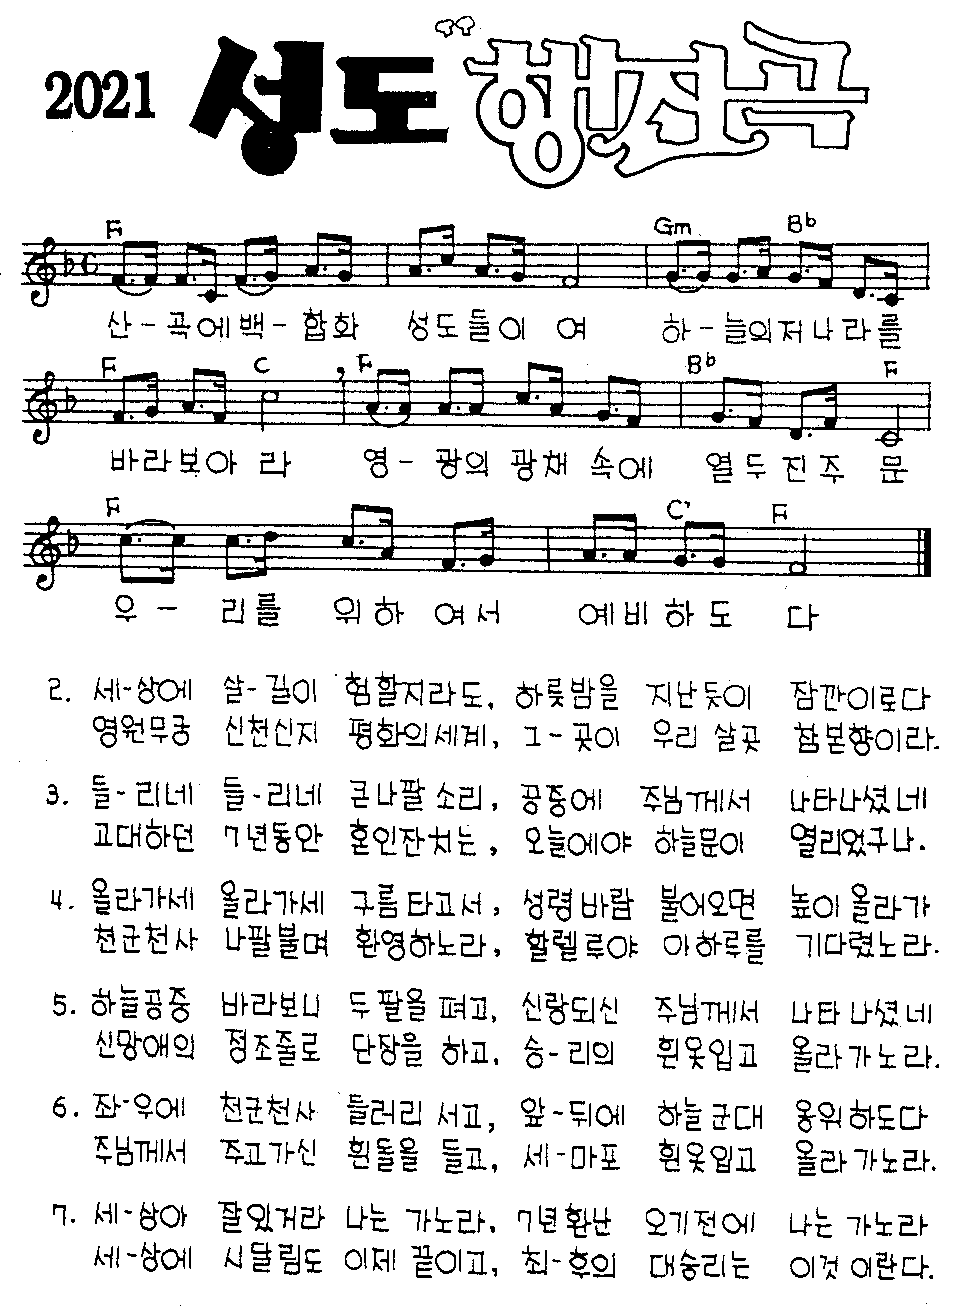 2021 성도 행진곡
F Gm Bb
산-곡에백-합화 성도들이 여 하-늘의저나라를
F C F Bb F
바라보아 라 영-광의 광채 속에 열두진주 문
F C7 F
우- 리를 위하 여서 예비하도 다
2. 세-상에 살-길이 험할지라도, 하룻밤을 지난듯이 잠깐이로다
영원무궁 신천신지 평화의세계, 그-곳이 우리 살곳 참본향이라.
3. 들-리네 들-리네 큰나팔소리, 공중에 주님께서 나타나셨네
고대하던 7년동안 혼인잔치는, 오늘에야 하늘문이 열리었구나.
4. 올라가세 올라가세 구름타고서, 성령바람 불어오면 높이올라가
천군천사 나팔불며 환영하노라, 할렐루야 아하루를 기다렸노라.
5. 하늘공중 바라보니 두팔을 펴고, 신랑되신 주님께서 나타나셨네
신망애의 정조줄로 단장을 하고, 승-리의 흰옷입고 올라가노라.
6. 좌-우에 천군천사 들러리서고, 앞-뒤에 하늘군대 옹위하도다
주님께서 주고가신 흰돌을 들고, 세-마포 흰옷입고 올라가노라.
7. 세-상아 잘있거라 나는 가노라, 7년환난 오기전에 나는 가노라
세-상에 시달림도 이제 끝이고, 최-후의 대승리는 이것이란다.